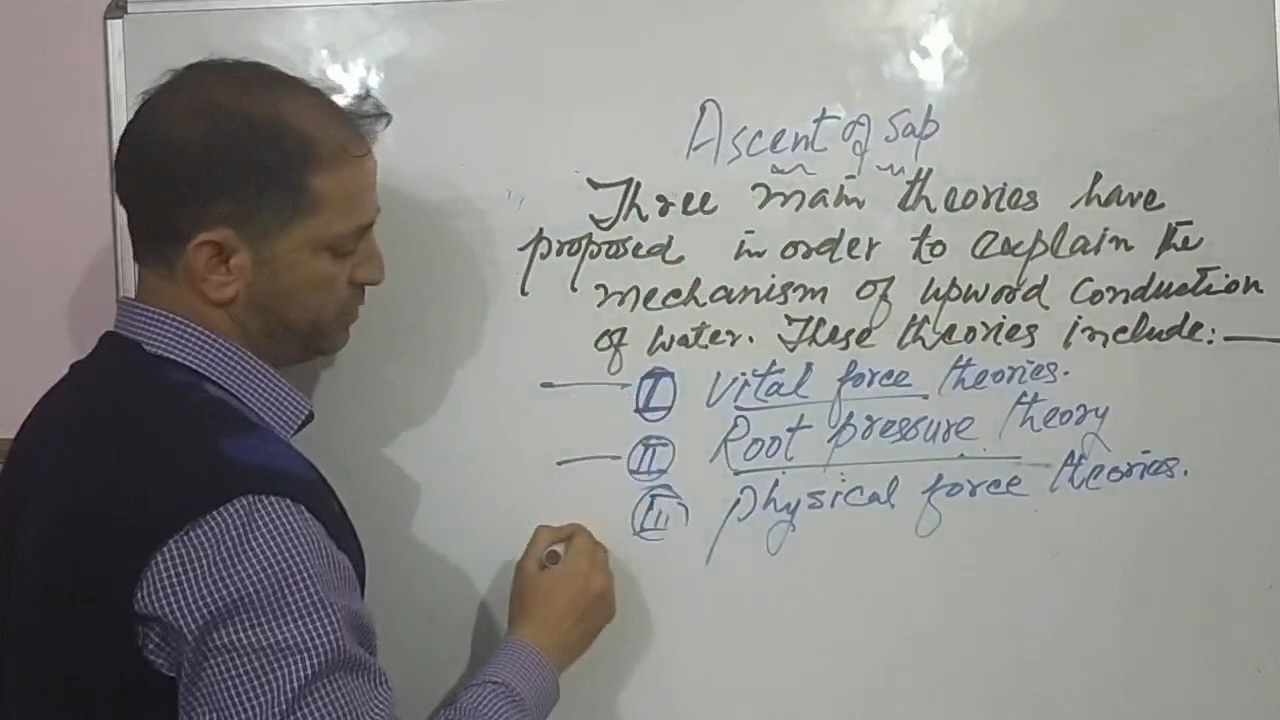 Ascent of Sap
Three main theories have
proposed in order to explain the
mechanism of upword conduction
of water. These theories include:—
— I Vital force theories.
— II Root pressure theory
III physical force theories.